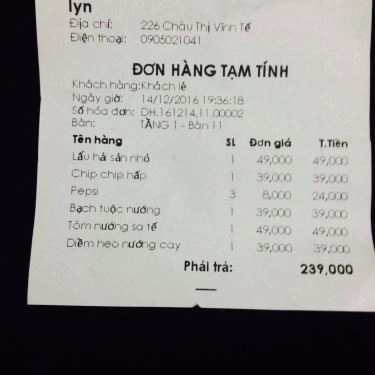 lyn
Địa chỉ: 226 Châu Thị Vĩnh Tế
Điện thoại: 0905021041
ĐƠN HÀNG TẠM TÍNH
Khách hàng: Khách lẻ
Ngày giờ: 14/12/2016 19:36:18
Số hóa đơn: DH.161214.11.00002
Bàn: TẦNG 1 - Bàn 11
Tên hàng SL Đơn giá T.Tiền
Lẩu hải sản nhỏ 1 49,000 49,000
Chip chip hấp 1 39,000 39,000
Pepsi 3 8,000 24,000
Bạch tuộc nướng 1 39,000 39,000
Tôm nướng sa tế 1 49,000 49,000
Diềm heo nướng cay 1 39,000 39,000
Phải trả: 239,000